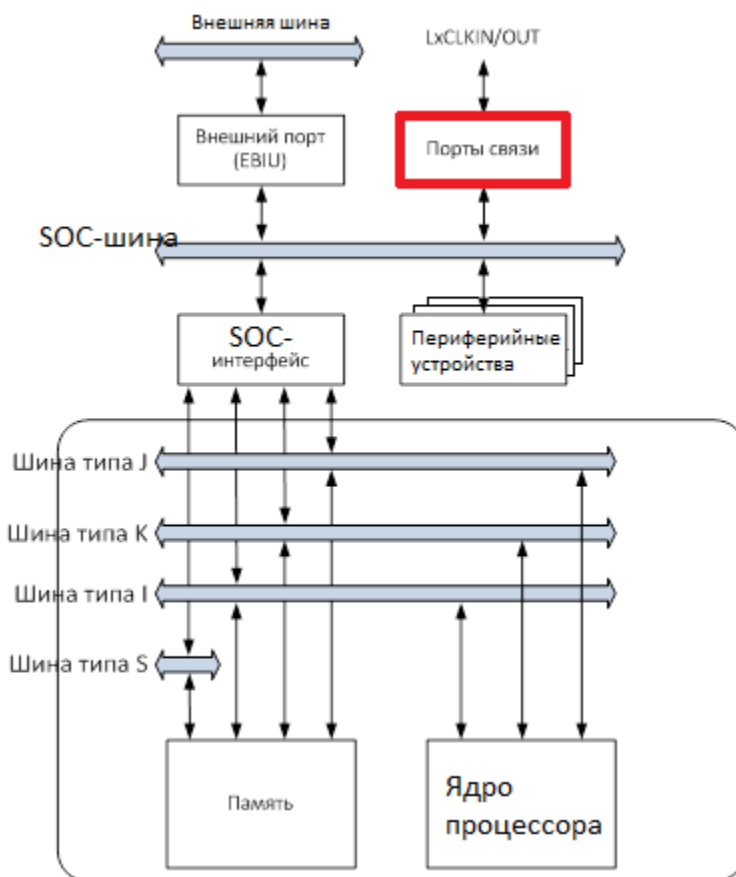 Внешняя шина
LxCLKIN/OUT
Внешний порт
(EBIU)
Порты связи
SOC-шина
SOC-
интерфейс
Периферийные
устройства
Шина типа J
Шина типа K
Шина типа I
Шина типа S
Память
Ядро
процессора